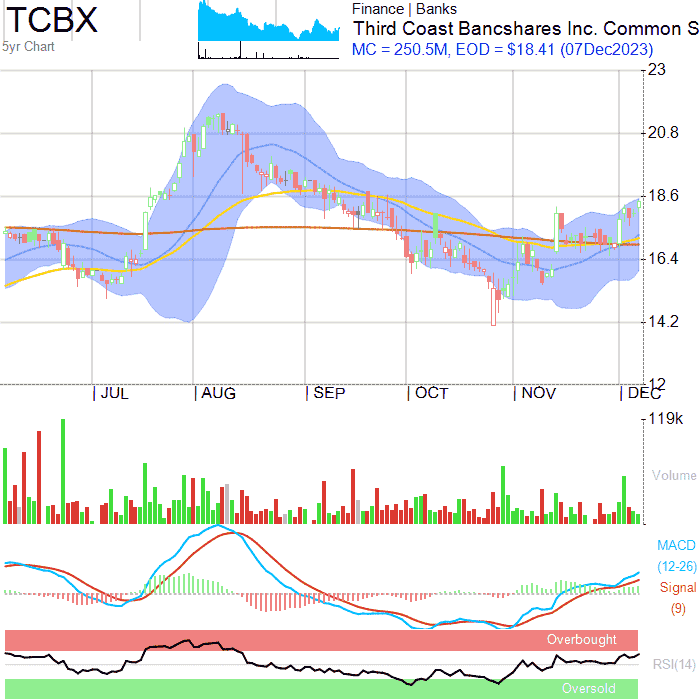 TCBX
5yr Chart
Finance | Banks
Third Coast Bancshares Inc. Common S
MC = 250.5M, EOD = $18.41 (07Dec2023)
23
20.8
18.6
16.4
14.2
12
JUL AUG SEP OCT NOV DEC
119k
Volume
MACD
(12-26)
Signal
(9)
Overbought
RSI(14)
Oversold